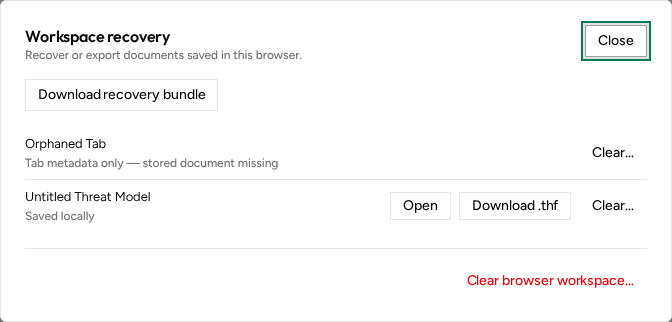 Workspace recovery
Close
Recover or export documents saved in this browser.
Download recovery bundle
Orphaned Tab
Tab metadata only — stored document missing
Clear...
Untitled Threat Model
Saved locally
Open
Download .thf
Clear...
Clear browser workspace...